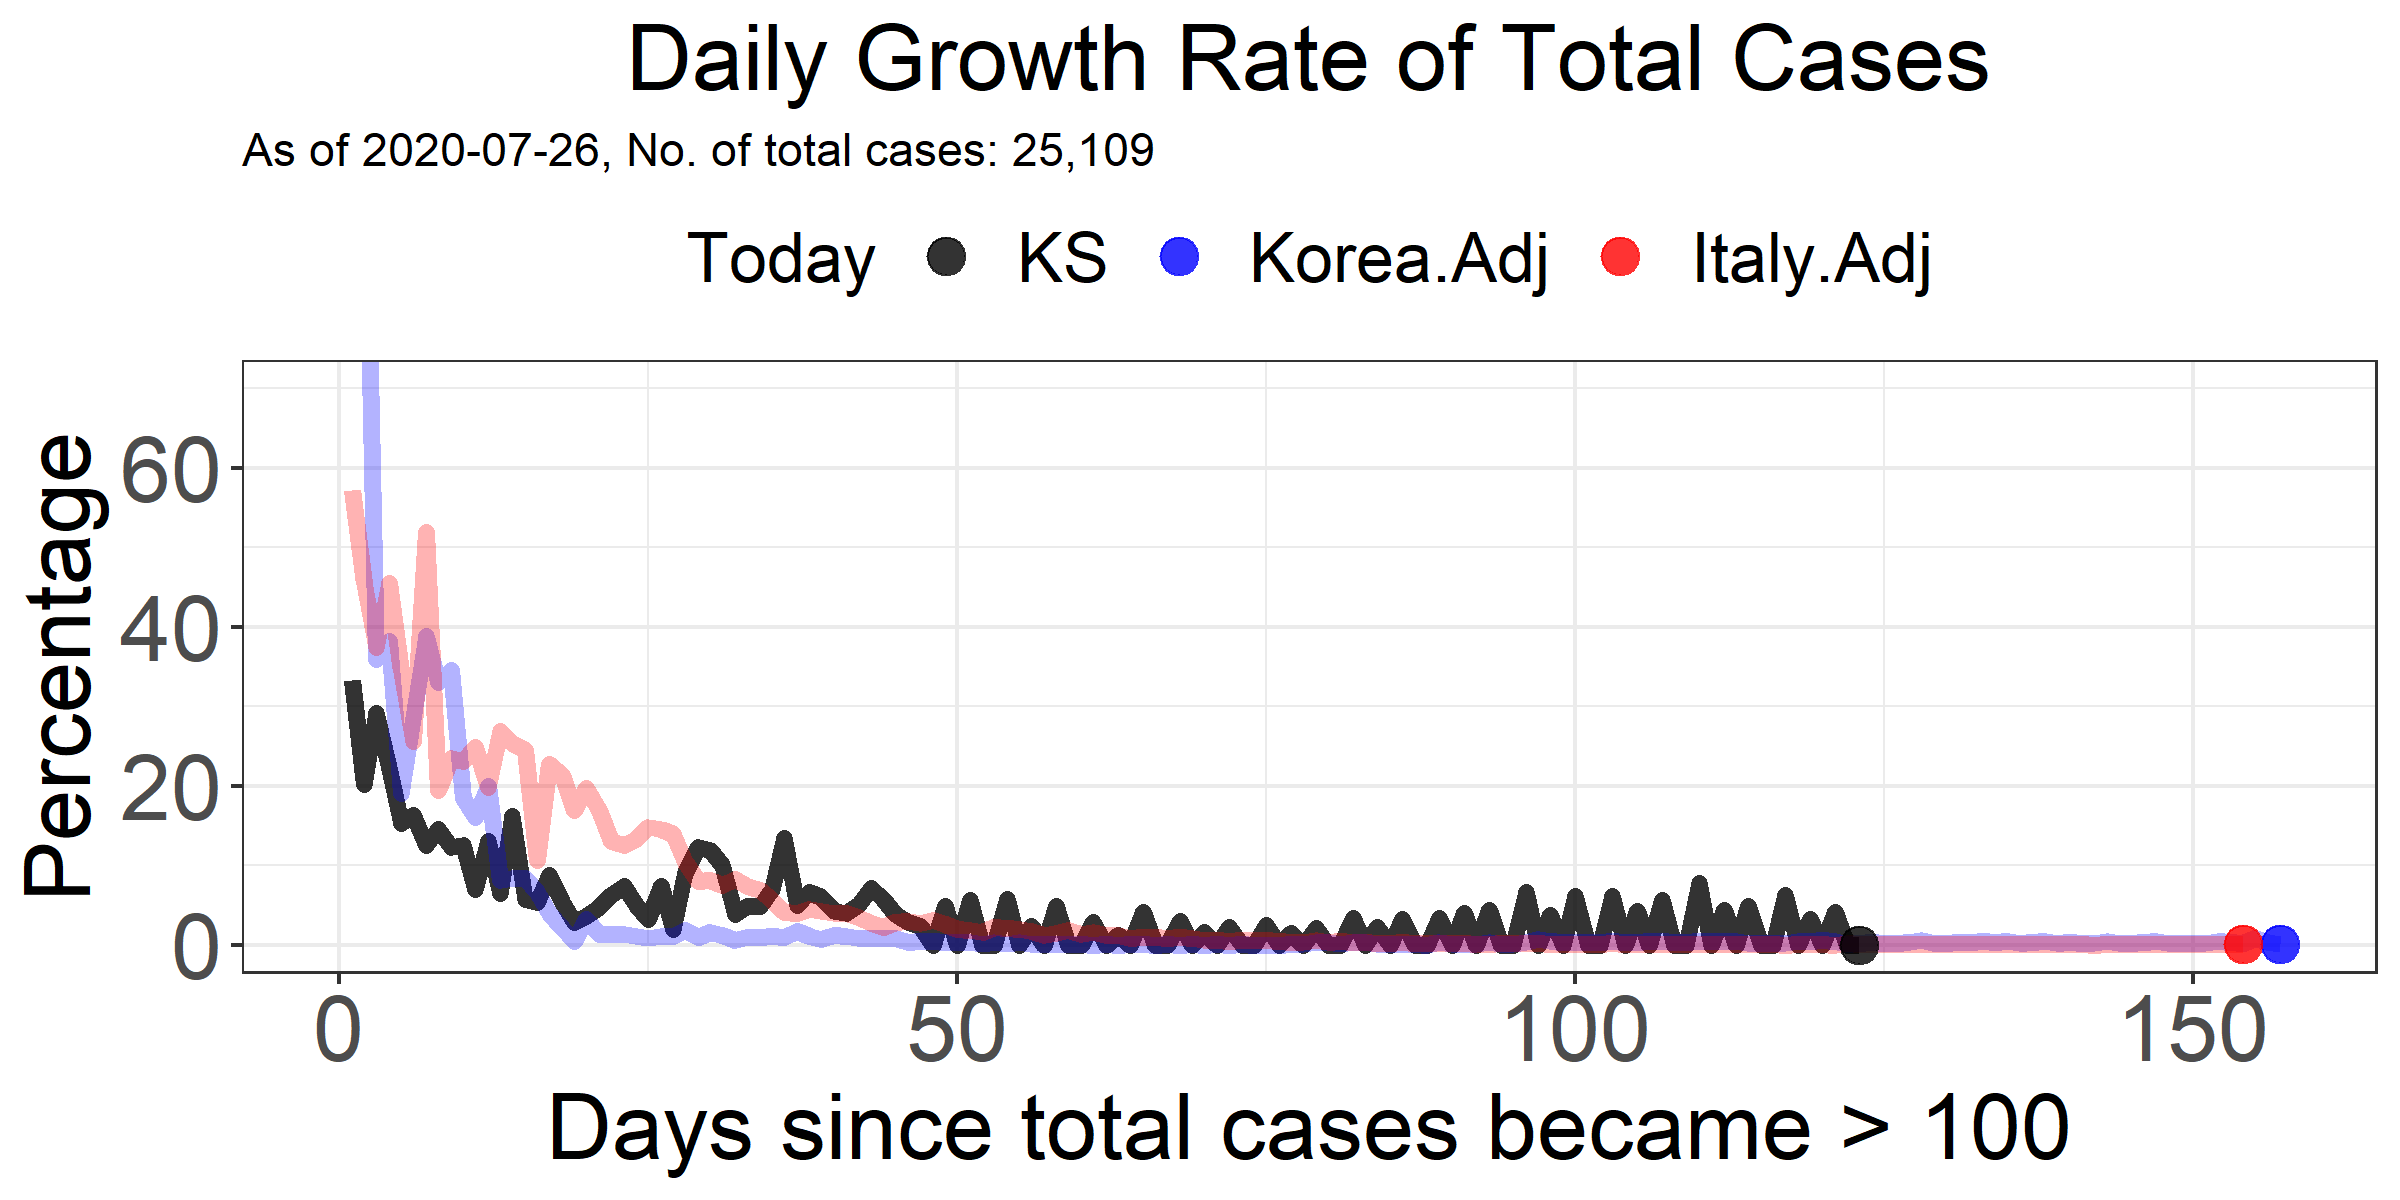 Daily Growth Rate of Total Cases
As of 2020-07-26, No. of total cases: 25,109
Today KS Korea.Adj Italy.Adj
Percentage
60
40
20
0
0 50 100 150
Days since total cases became > 100